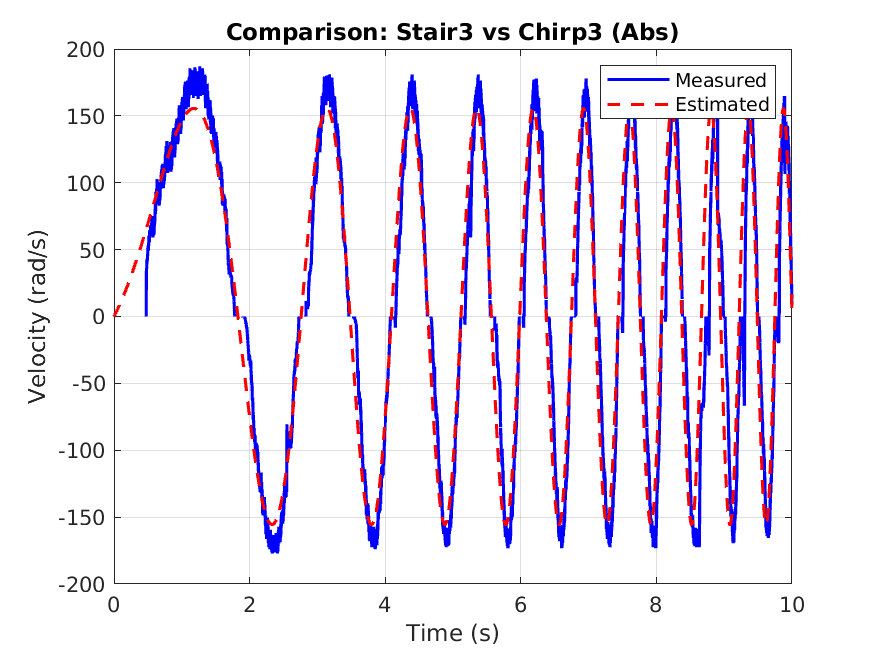 Comparison: Stair3 vs Chirp3 (Abs)
200
150
100
50
0
-50
-100
-150
-200
Velocity (rad/s)
Measured
Estimated
0 2 4 6 8 10
Time (s)